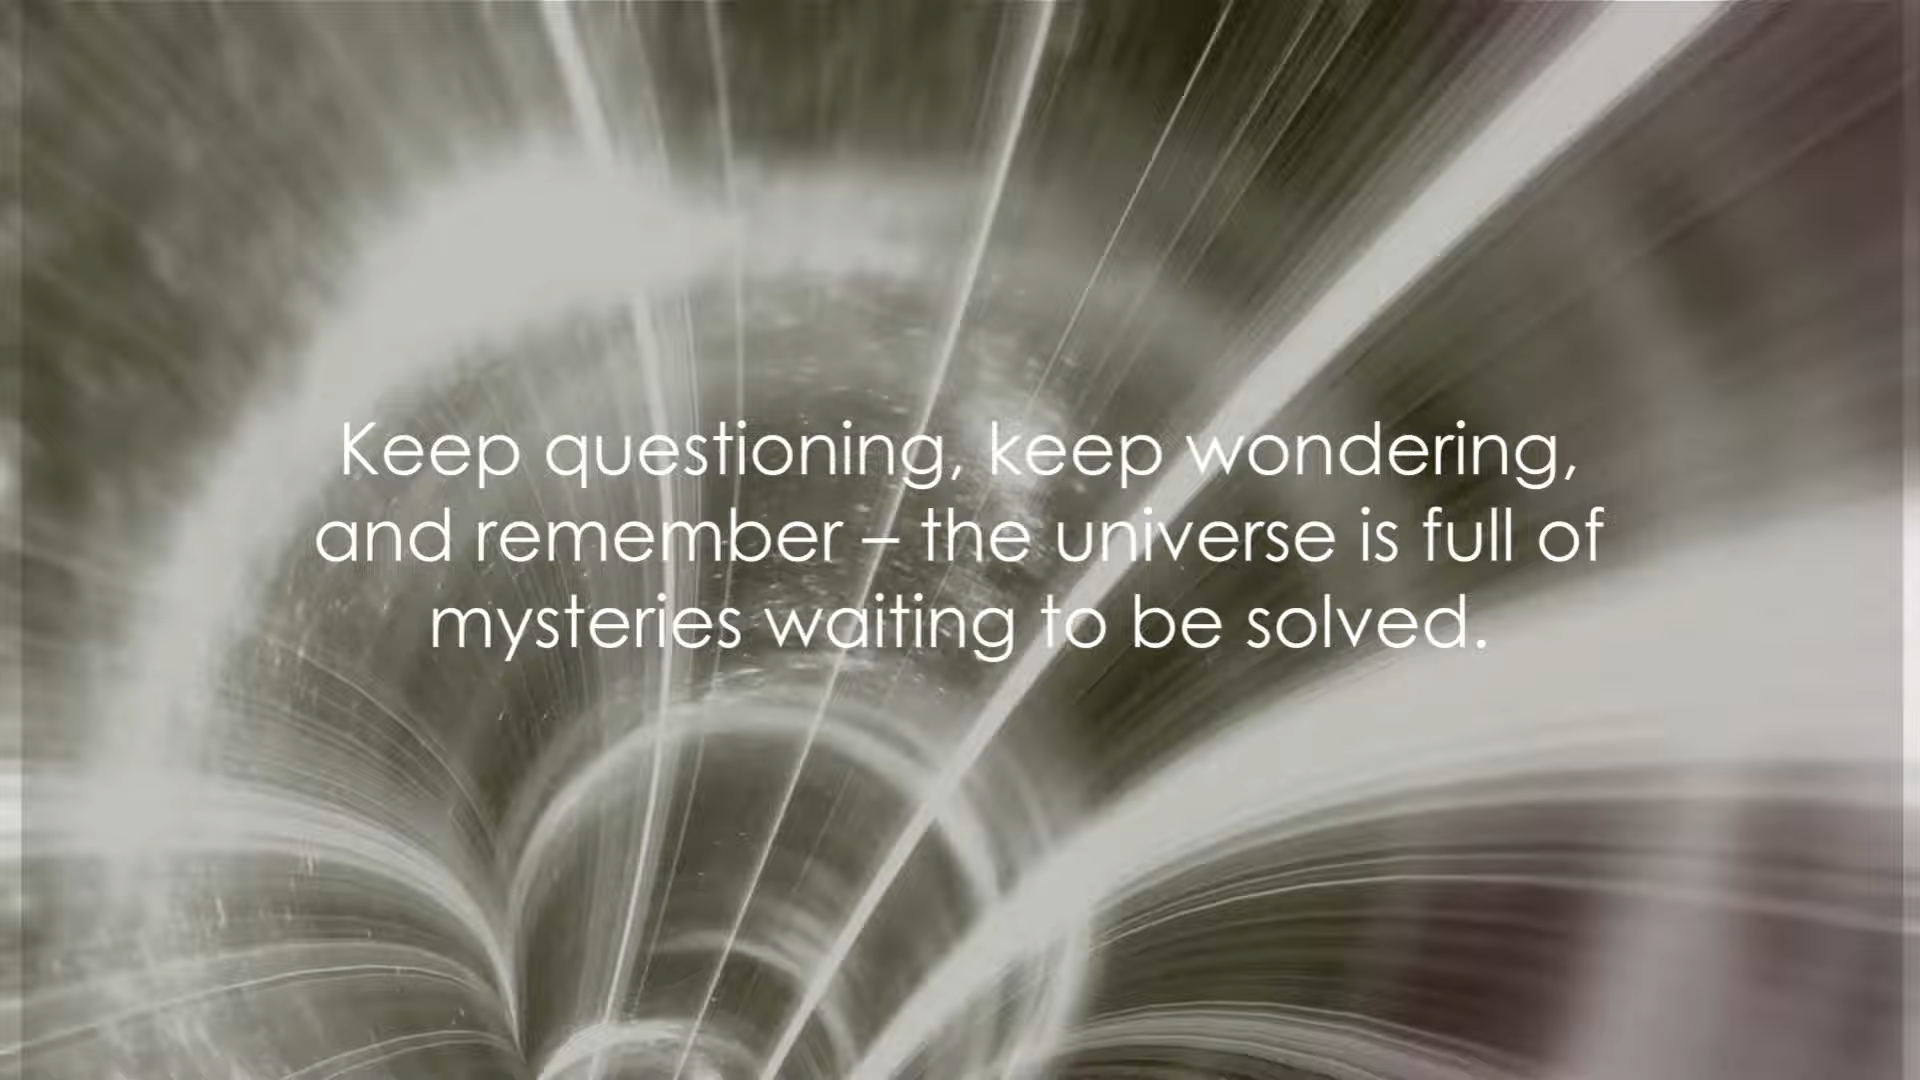 Keep questioning, keep wondering,
and remember – the universe is full of
mysteries waiting to be solved.